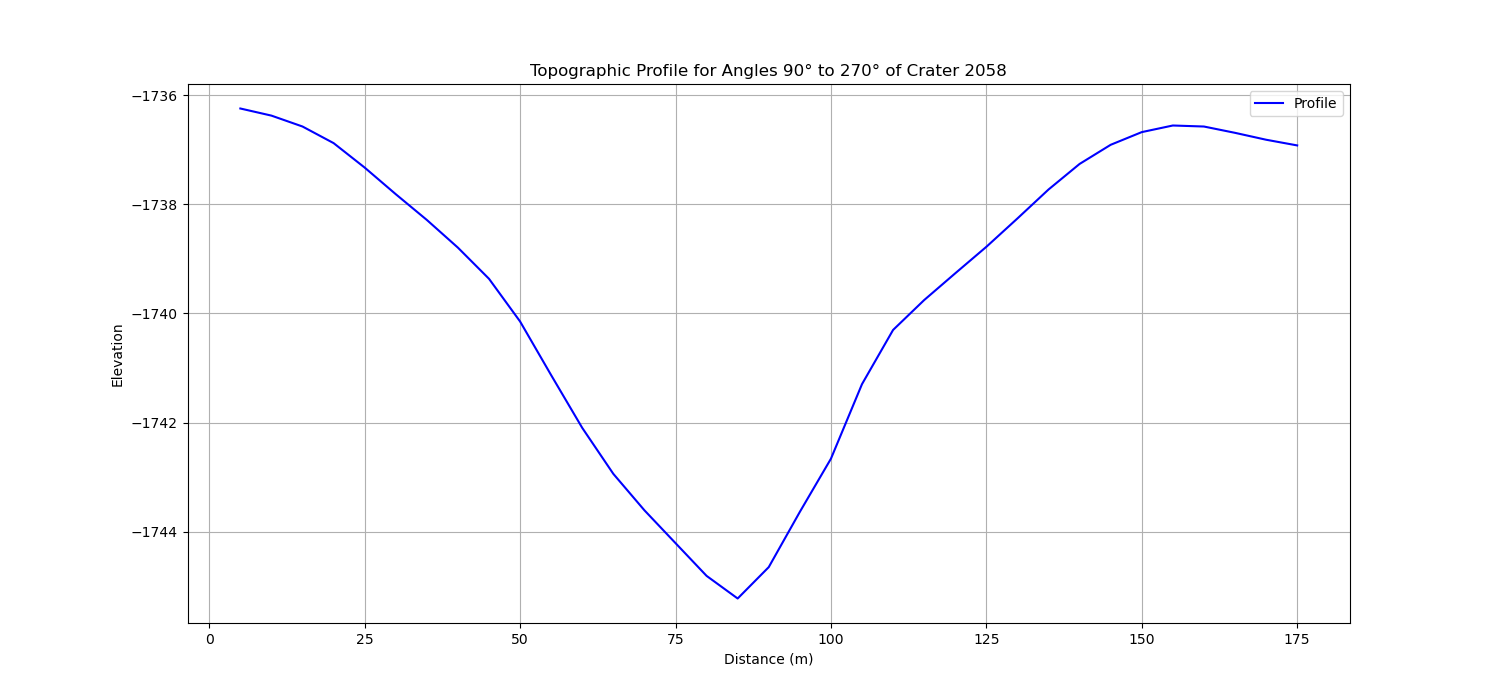 Topographic Profile for Angles 90° to 270° of Crater 2058
Profile
Elevation
−1736
−1738
−1740
−1742
−1744
0 25 50 75 100 125 150 175
Distance (m)